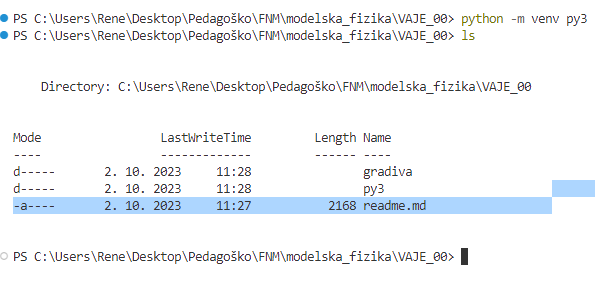 PS C:\Users\Rene\Desktop\Pedagoško\FNM\modelska_fizika\VAJE_00> python -m venv py3
PS C:\Users\Rene\Desktop\Pedagoško\FNM\modelska_fizika\VAJE_00> ls
Directory: C:\Users\Rene\Desktop\Pedagoško\FNM\modelska_fizika\VAJE_00
Mode LastWriteTime Length Name
---- ------------- ------ ----
d----- 2. 10. 2023 11:28 gradiva
d----- 2. 10. 2023 11:28 py3
-a---- 2. 10. 2023 11:27 2168 readme.md
PS C:\Users\Rene\Desktop\Pedagoško\FNM\modelska_fizika\VAJE_00>